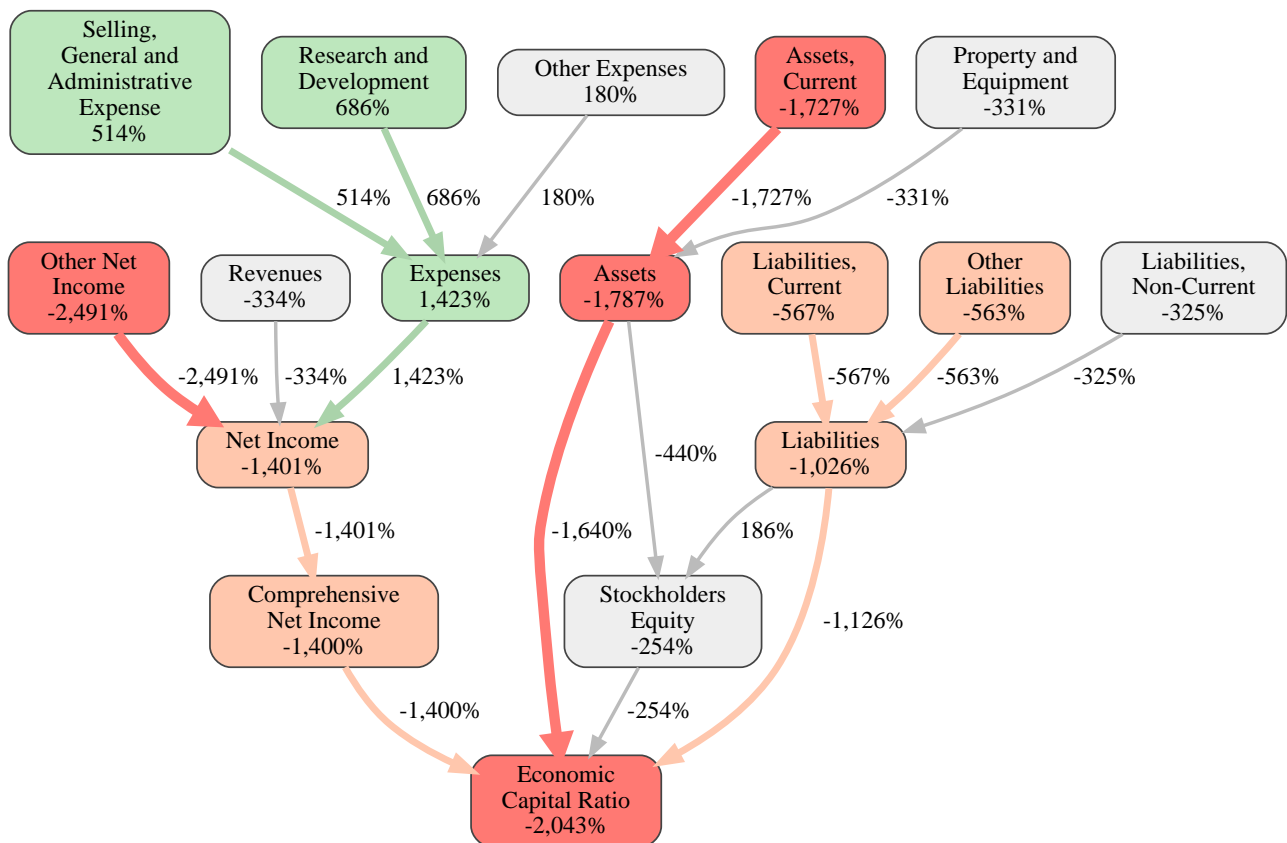 Selling,
General and
Administrative
Expense
514%
Research and
Development
686%
Other Expenses
180%
Assets,
Current
-1,727%
Property and
Equipment
-331%
514%
686%
180%
-1,727%
-331%
Other Net
Income
-2,491%
Revenues
-334%
Expenses
1,423%
Assets
-1,787%
Liabilities,
Current
-567%
Other
Liabilities
-563%
Liabilities,
Non-Current
-325%
-2,491%
-334%
1,423%
-567%
-563%
-325%
Net Income
-1,401%
-440%
Liabilities
-1,026%
-1,401%
-1,640%
186%
Comprehensive
Net Income
-1,400%
Stockholders
Equity
-254%
-1,126%
-1,400%
-254%
Economic
Capital Ratio
-2,043%